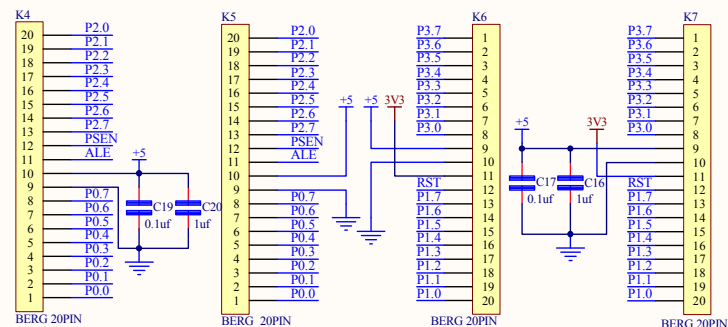 K4
20 P2.0
19 P2.1
18 P2.2
17 P2.3
16 P2.4
15 P2.5
14 P2.6
13 P2.7
12 PSEN
11 ALE
10
9
8 P0.7
7 P0.6
6 P0.5
5 P0.4
4 P0.3
3 P0.2
2 P0.1
1 P0.0
BERG 20PIN
+5
C19
0.1uf
C20
1uf
K5
20 P2.0
19 P2.1
18 P2.2
17 P2.3
16 P2.4
15 P2.5
14 P2.6
13 P2.7
12 PSEN
11 ALE
10
9
8 P0.7
7 P0.6
6 P0.5
5 P0.4
4 P0.3
3 P0.2
2 P0.1
1 P0.0
BERG 20PIN
+5
+5 3V3
K6
P3.7 1
P3.6 2
P3.5 3
P3.4 4
P3.3 5
P3.2 6
P3.1 7
P3.0 8
9
10
11
RST 12
P1.7 13
P1.6 14
P1.5 15
P1.4 16
P1.3 17
P1.2 18
P1.1 19
P1.0 20
BERG 20PIN
+5
3V3
C17
0.1uf
C16
1uf
K7
P3.7 1
P3.6 2
P3.5 3
P3.4 4
P3.3 5
P3.2 6
P3.1 7
P3.0 8
9
10
11
RST 12
P1.7 13
P1.6 14
P1.5 15
P1.4 16
P1.3 17
P1.2 18
P1.1 19
P1.0 20
BERG 20PIN